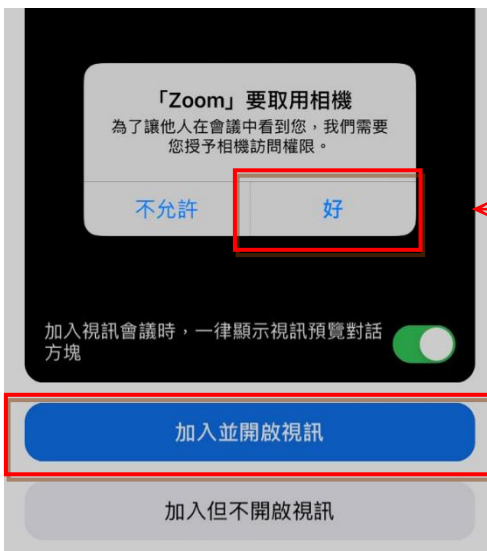 「Zoom」要取用相機
為了讓他人在會議中看到您，我們需要
您授予相機訪問權限。
不允許
好
加入視訊會議時，一律顯示視訊預覽對話
方塊
加入並開啟視訊
加入但不開啟視訊